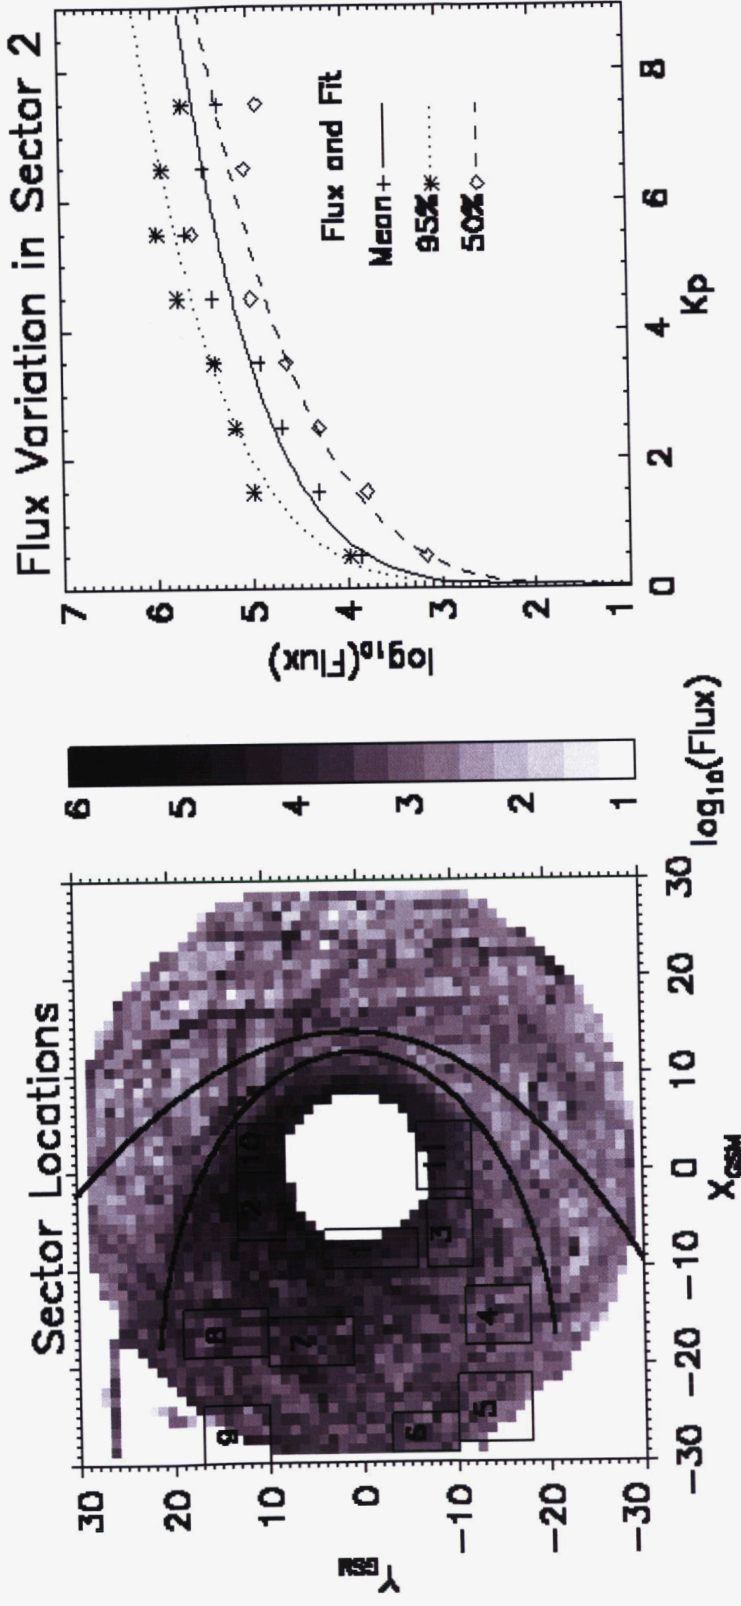 Sector Locations
30
20
10
0
−10
−20
−30
Y GSM
−30 −20 −10 0 10 20 30
X GSM
9
8
7
6
5
4
3
2
10
11
6
5
4
3
2
1
log10(Flux)
Flux Variation in Sector 2
7
6
5
4
3
2
1
log10(Flux)
0 2 4 6 8
Kp
Flux and Fit
Mean
95%
50%